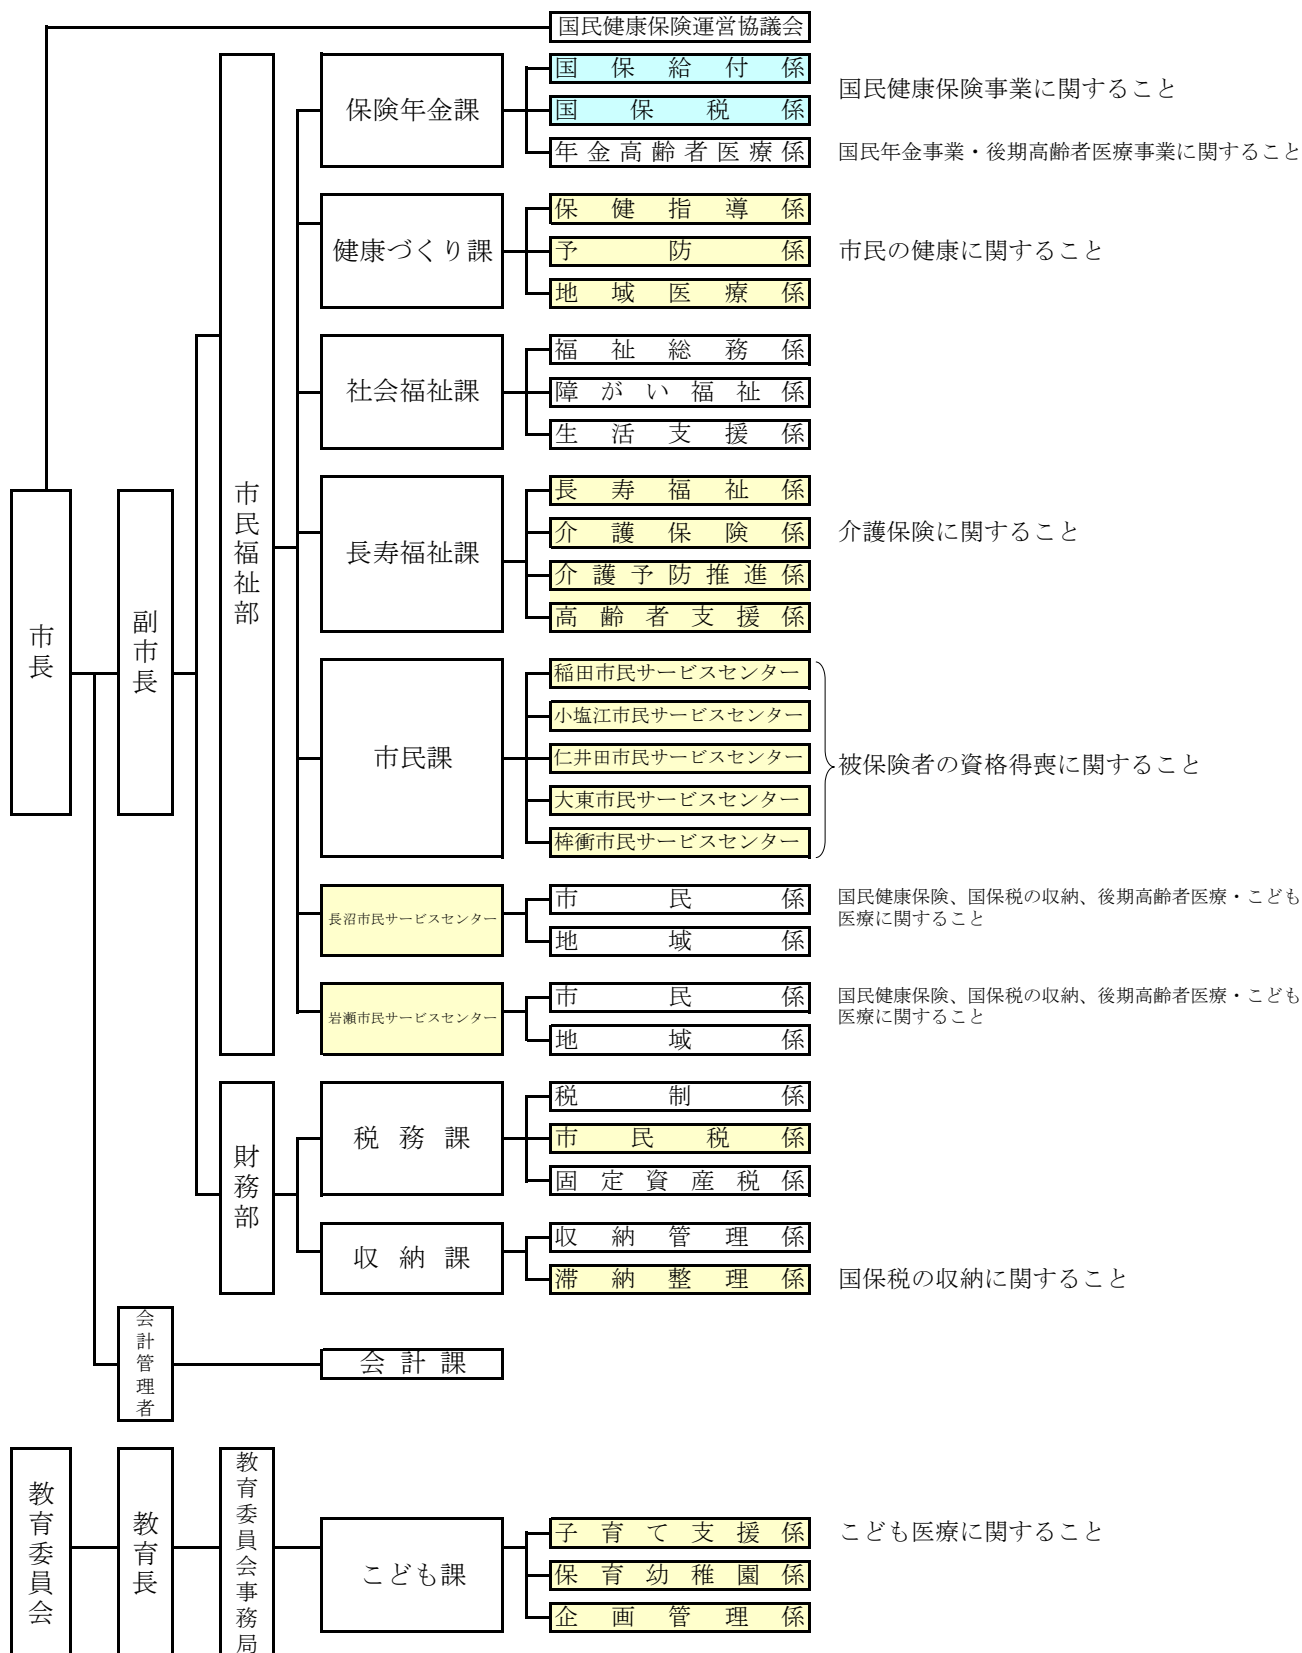 国民健康保険運営協議会
市長
副市長
市民福祉部
保険年金課
国保給付係
国保税係
国民健康保険事業に関すること
年金高齢者医療係
国民年金事業・後期高齢者医療事業に関すること
健康づくり課
保健指導係
予防係
市民の健康に関すること
地域医療係
社会福祉課
福祉総務係
障がい福祉係
生活支援係
長寿福祉課
長寿福祉係
介護保険係
介護保険に関すること
介護予防推進係
高齢者支援係
市民課
稲田市民サービスセンター
小塩江市民サービスセンター
仁井田市民サービスセンター
大東市民サービスセンター
桙衝市民サービスセンター
被保険者の資格得喪に関すること
長沼市民サービスセンター
市民係
地域係
国民健康保険、国保税の収納、後期高齢者医療・こども
医療に関すること
岩瀬市民サービスセンター
市民係
地域係
国民健康保険、国保税の収納、後期高齢者医療・こども
医療に関すること
財務部
税務課
税制係
市民税係
固定資産税係
収納課
収納管理係
滞納整理係
国保税の収納に関すること
会計管理者
会計課
教育委員会
教育長
教育委員会事務局
こども課
子育て支援係
こども医療に関すること
保育幼稚園係
企画管理係